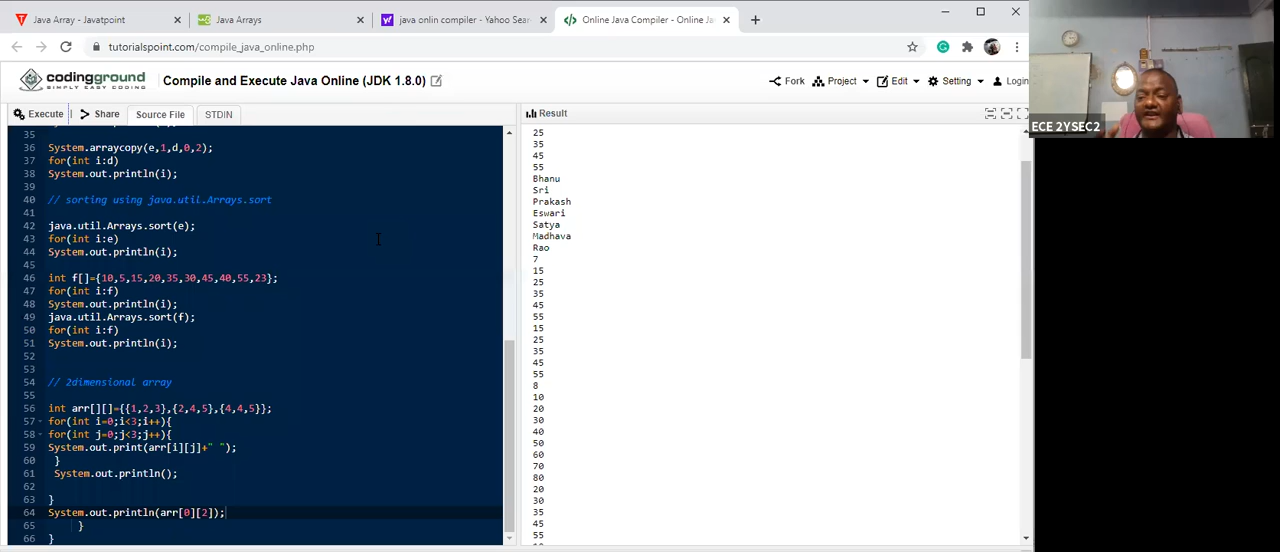 Java Array - Javatpoint
Java Arrays
java onlin compiler - Yahoo Sear
Online Java Compiler - Online Ja
tutorialspoint.com/compile_java_online.php
codingground
SIMPLY EASY CODING
Compile and Execute Java Online (JDK 1.8.0)
Fork
Project
Edit
Setting
Login
Execute
Share
Source File
STDIN
Result
35
36 System.arraycopy(e,1,d,0,2);
37 for(int i:d)
38 System.out.println(i);
39
40 // sorting using java.util.Arrays.sort
41
42 java.util.Arrays.sort(e);
43 for(int i:e)
44 System.out.println(i);
45
46 int f[]={10,5,15,20,35,30,45,40,55,23};
47 for(int i:f)
48 System.out.println(i);
49 java.util.Arrays.sort(f);
50 for(int i:f)
51 System.out.println(i);
52
53
54 // 2dimensional array
55
56 int arr[][]={{1,2,3},{2,4,5},{4,4,5}};
57 for(int i=0;i<3;i++){
58 for(int j=0;j<3;j++){
59 System.out.print(arr[i][j]+" ");
60 }
61 System.out.println();
62
63 }
64 System.out.println(arr[0][2]);
65 }
66 }
25
35
45
55
Bhanu
Sri
Prakash
Eswari
Satya
Madhava
Rao
7
15
25
35
45
55
15
25
35
45
55
8
10
20
30
40
50
60
70
80
20
30
35
45
55
ECE 2YSEC2